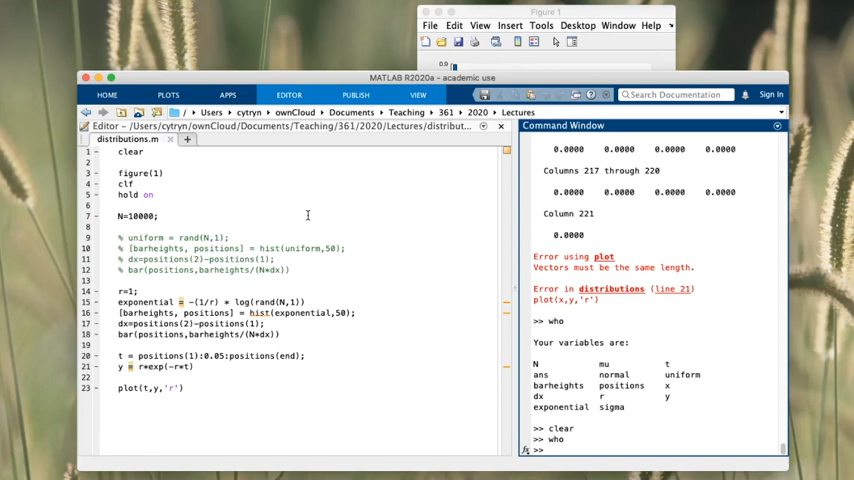 Figure 1
File Edit View Insert Tools Desktop Window Help
0.9
MATLAB R2020a - academic use
HOME PLOTS APPS EDITOR PUBLISH VIEW Search Documentation Sign In
/ Users cytryn ownCloud Documents Teaching 361 2020 Lectures
Editor - /Users/cytryn/ownCloud/Documents/Teaching/361/2020/Lectures/distribut...
distributions.m
1 clear
2
3 figure(1)
4 clf
5 hold on
6
7 N=10000;
8
9 % uniform = rand(N,1);
10 % [barheights, positions] = hist(uniform,50);
11 % dx=positions(2)-positions(1);
12 % bar(positions,barheights/(N*dx))
13
14 r=1;
15 exponential = -(1/r) * log(rand(N,1))
16 [barheights, positions] = hist(exponential,50);
17 dx=positions(2)-positions(1);
18 bar(positions,barheights/(N*dx))
19
20 t = positions(1):0.05:positions(end);
21 y = r*exp(-r*t)
22
23 plot(t,y,'r')
Command Window
0.0000 0.0000 0.0000 0.0000
Columns 217 through 220
0.0000 0.0000 0.0000 0.0000
Column 221
0.0000
Error using plot
Vectors must be the same length.
Error in distributions (line 21)
plot(x,y,'r')
>> who
Your variables are:
N mu t
ans normal uniform
barheights positions x
dx r y
exponential sigma
>> clear
>> who
fx >>